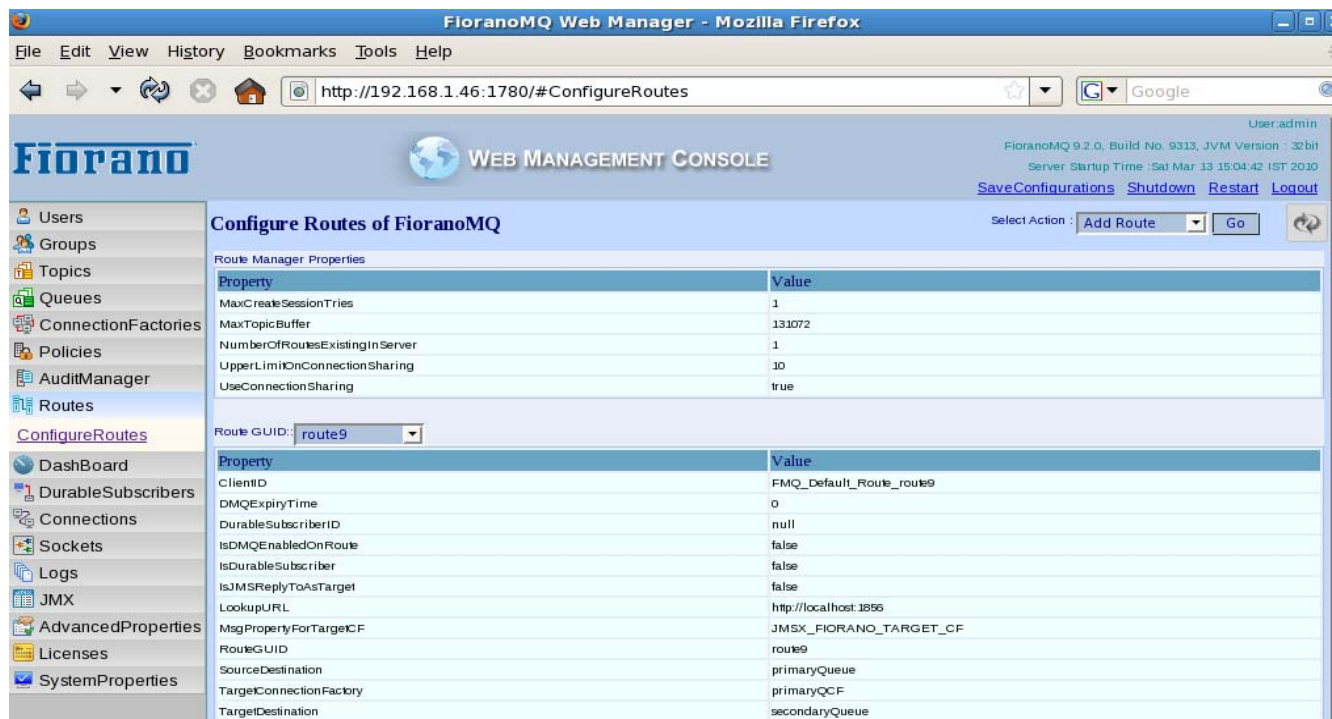 FioranoMQ Web Manager - Mozilla Firefox
File Edit View History Bookmarks Tools Help
http://192.168.1.46:1780/#ConfigureRoutes
G Google
Fiorano
WEB MANAGEMENT CONSOLE
User:admin
FioranoMQ 9.2.0, Build No. 9313, JVM Version : 32bit
Server Startup Time :Sat Mar 13 15:04:42 IST 2010
SaveConfigurations Shutdown Restart Logout
Users
Groups
Topics
Queues
ConnectionFactories
Policies
AuditManager
Routes
ConfigureRoutes
DashBoard
DurableSubscribers
Connections
Sockets
Logs
JMX
AdvancedProperties
Licenses
SystemProperties
Configure Routes of FioranoMQ
Select Action : Add Route Go
Route Manager Properties
Property Value
MaxCreateSessionTries 1
MaxTopicBuffer 131072
NumberOfRoutesExistingInServer 1
UpperLimitOnConnectionSharing 10
UseConnectionSharing true
Route GUID:: route9
Property Value
ClientID FMQ_Default_Route_route9
DMQExpiryTime 0
DurableSubscriberID null
IsDMQEnabledOnRoute false
IsDurableSubscriber false
IsJMSReplyToAsTarget false
LookupURL http://localhost:1856
MsgPropertyForTargetCF JMSX_FIORANO_TARGET_CF
RouteGUID route9
SourceDestination primaryQueue
TargetConnectionFactory primaryQCF
TargetDestination secondaryQueue